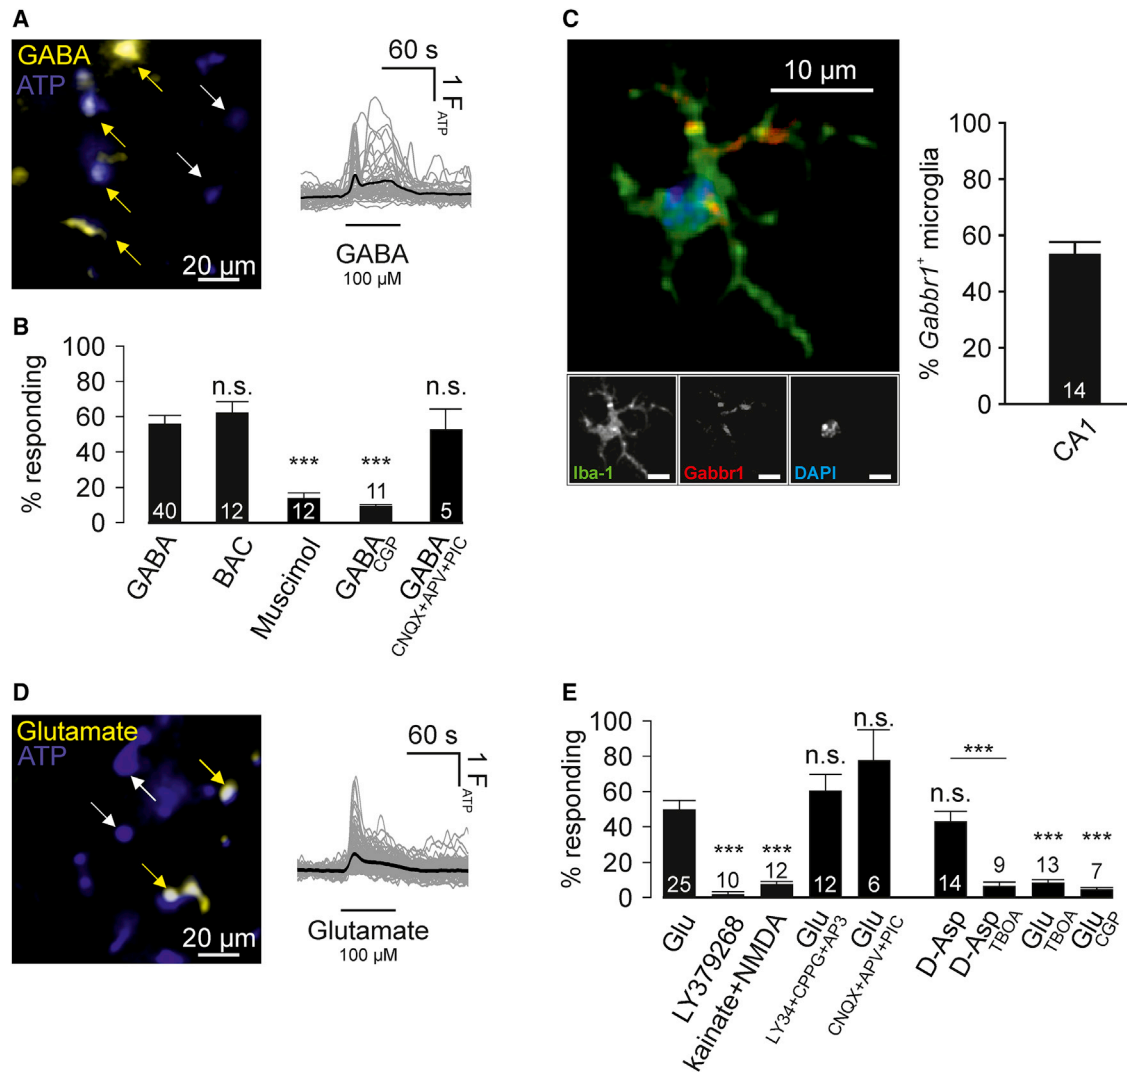 A
GABA
ATP
20 µm
60 s
1 F
ATP
GABA
100 µM
B
% responding
100
80
60
40
20
0
n.s.
***
***
n.s.
40
12
12
11
5
GABA
BAC
Muscimol
GABA
CGP
GABA
CNQX+APV+PIC
C
10 µm
Iba-1
Gabbr1
DAPI
% Gabbr1+ microglia
100
80
60
40
20
0
14
CA1
D
Glutamate
ATP
20 µm
60 s
1 F
ATP
Glutamate
100 µM
E
% responding
100
80
60
40
20
0
***
***
n.s.
n.s.
n.s.
***
***
***
25
10
12
12
6
14
9
13
7
Glu
LY379268
kainate+NMDA
Glu
LY34+CPPG+AP3
Glu
CNQX+APV+PIC
D-Asp
D-Asp
TBOA
Glu
TBOA
Glu
CGP